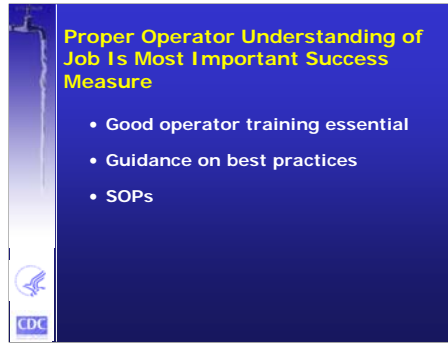 Proper Operator Understanding of
Job Is Most Important Success
Measure
• Good operator training essential
• Guidance on best practices
• SOPs
CDC